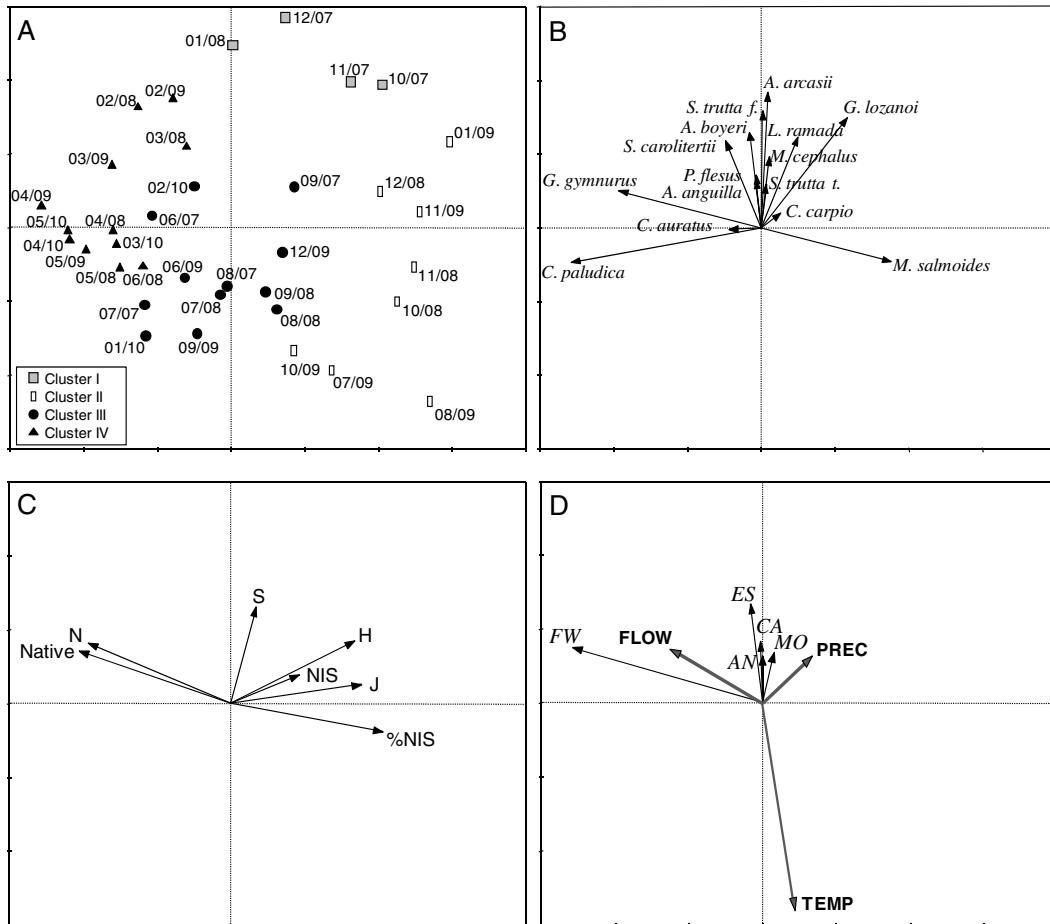 A
12/07
01/08
11/07
10/07
02/08
02/09
01/09
03/08
03/09
02/10
09/07
12/08
04/09
11/09
05/10
04/08
06/07
04/10
03/10
05/09
12/09
05/08
06/08
06/09
08/07
11/08
07/07
07/08
09/08
10/08
08/08
01/10
09/09
10/09
07/09
08/09
Cluster I
Cluster II
Cluster III
Cluster IV
B
A. arcasii
S. trutta f.
G. lozanoi
A. boyeri
L. ramada
S. carolitertii
M. cephalus
P. flesus
G. gymnurus
A. anguilla
S. trutta t.
C. carpio
C. auratus
C. paludica
M. salmoides
C
S
N
H
Native
NIS
J
%NIS
D
ES
CA
FW
FLOW
MO
PREC
AN
TEMP